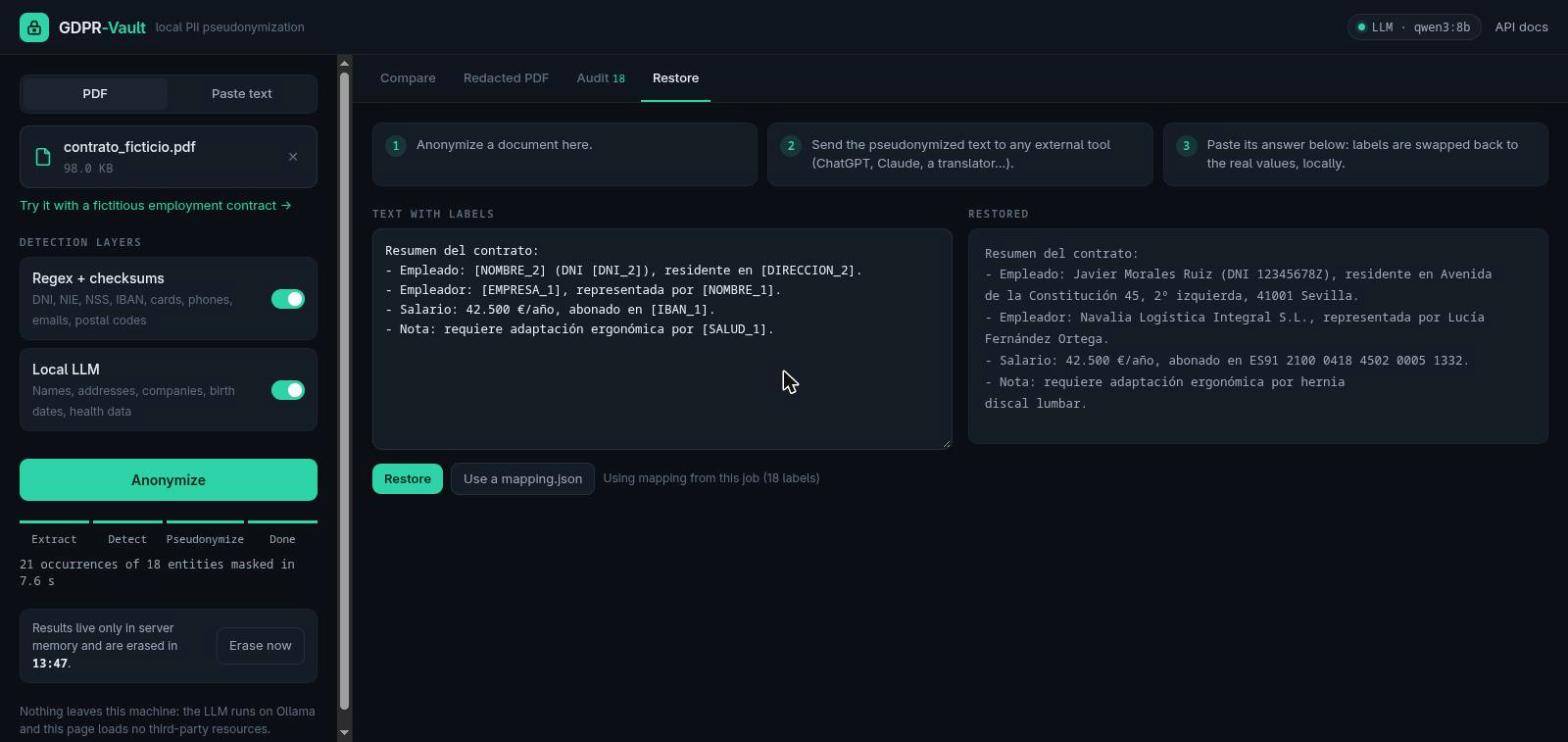 GDPR-Vault local PII pseudonymization
LLM · qwen3:8b
API docs
PDF
Paste text
contrato_ficticio.pdf
98.0 KB
Try it with a fictitious employment contract →
DETECTION LAYERS
Regex + checksums
DNI, NIE, NSS, IBAN, cards, phones,
emails, postal codes
Local LLM
Names, addresses, companies, birth
dates, health data
Anonymize
Extract
Detect
Pseudonymize
Done
21 occurrences of 18 entities masked in
7.6 s
Results live only in server
memory and are erased in
13:47.
Erase now
Nothing leaves this machine: the LLM runs on Ollama
and this page loads no third-party resources.
Compare
Redacted PDF
Audit 18
Restore
1 Anonymize a document here.
2 Send the pseudonymized text to any external tool
(ChatGPT, Claude, a translator…).
3 Paste its answer below: labels are swapped back to
the real values, locally.
TEXT WITH LABELS
Resumen del contrato:
- Empleado: [NOMBRE_2] (DNI [DNI_2]), residente en [DIRECCION_2].
- Empleador: [EMPRESA_1], representada por [NOMBRE_1].
- Salario: 42.500 €/año, abonado en [IBAN_1].
- Nota: requiere adaptación ergonómica por [SALUD_1].
RESTORED
Resumen del contrato:
- Empleado: Javier Morales Ruiz (DNI 12345678Z), residente en Avenida
de la Constitución 45, 2º izquierda, 41001 Sevilla.
- Empleador: Navalia Logística Integral S.L., representada por Lucía
Fernández Ortega.
- Salario: 42.500 €/año, abonado en ES91 2100 0418 4502 0005 1332.
- Nota: requiere adaptación ergonómica por hernia
discal lumbar.
Restore
Use a mapping.json
Using mapping from this job (18 labels)